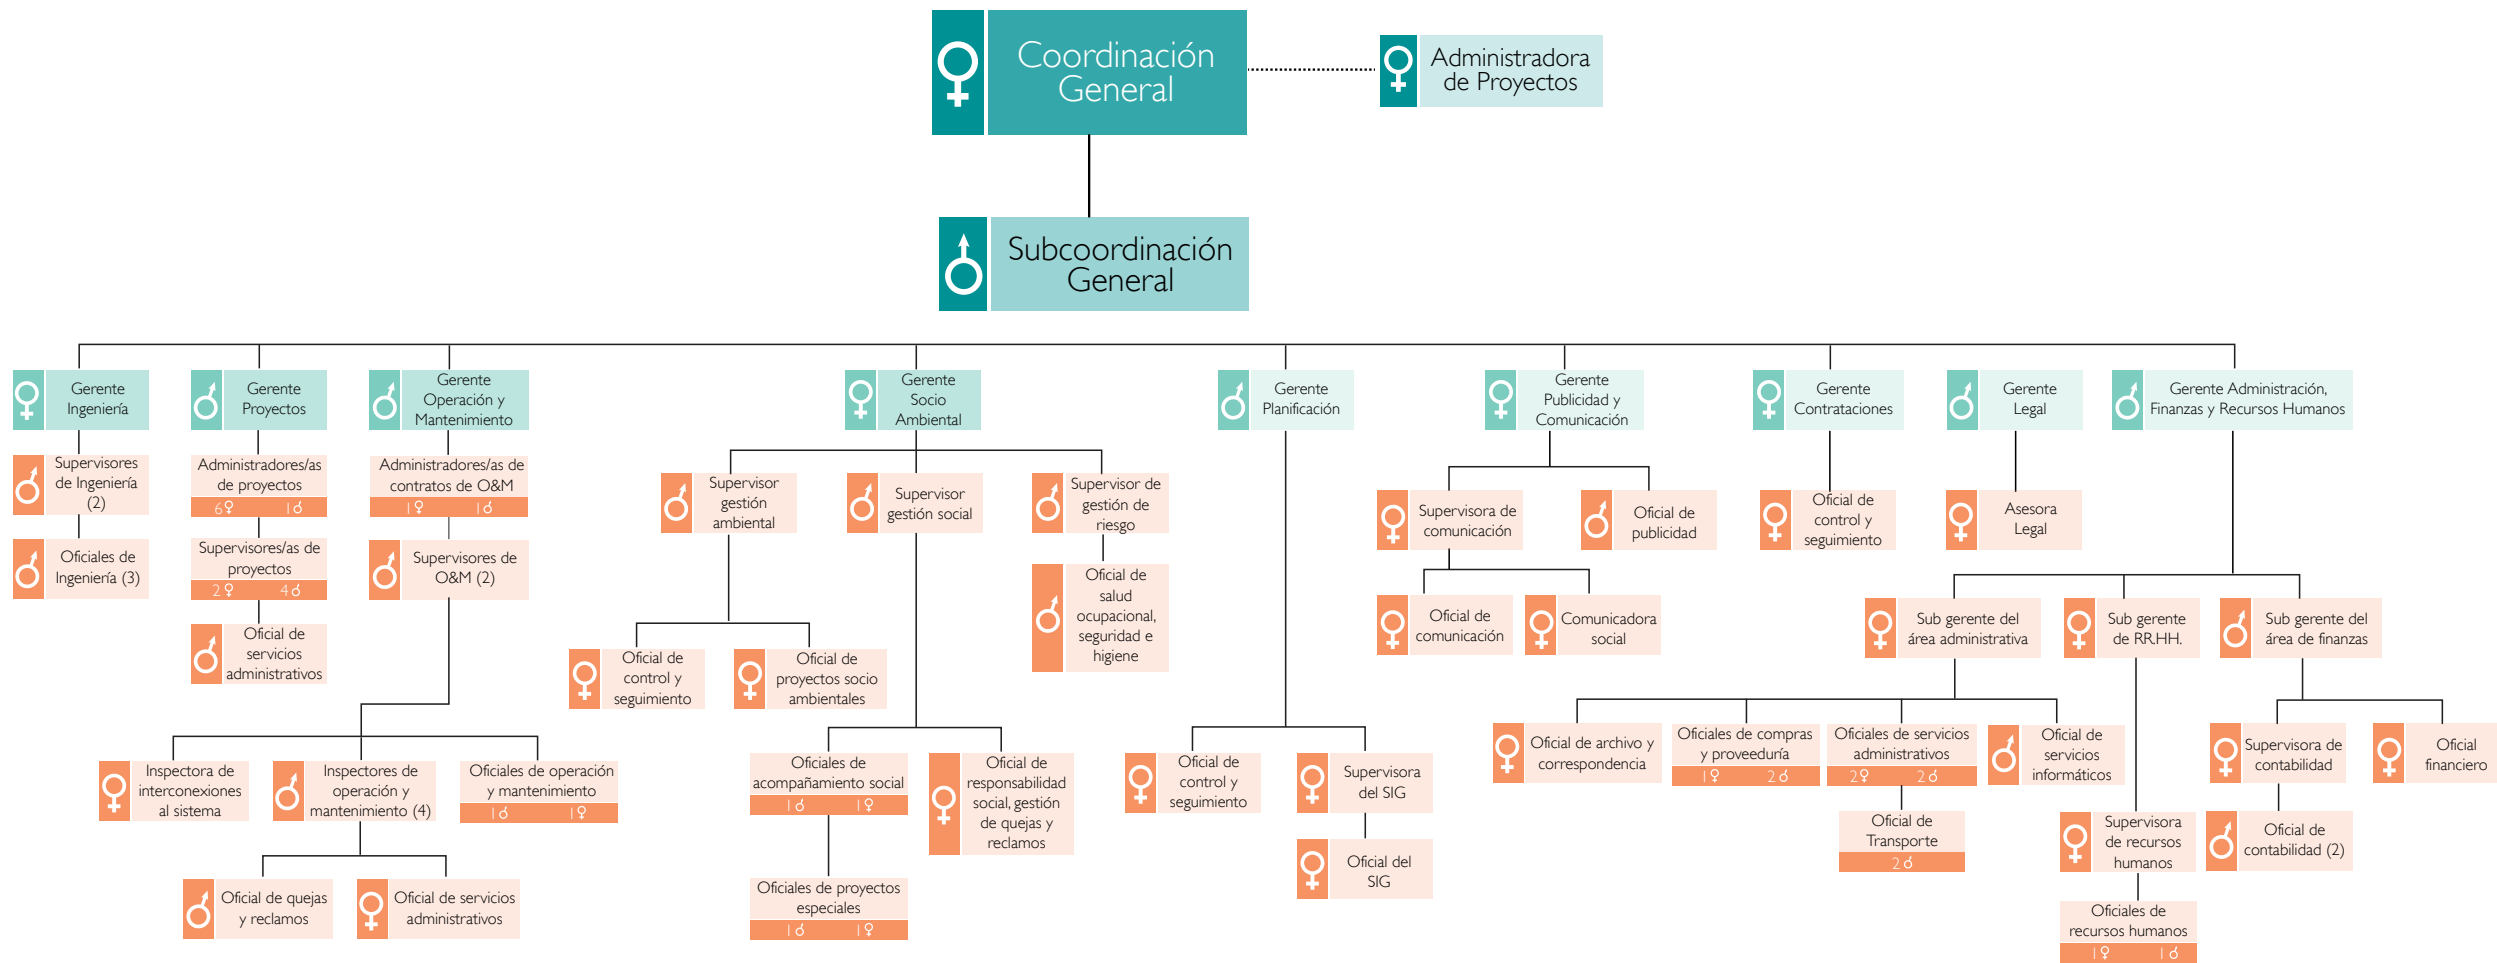 Coordinación
General
Administradora
de Proyectos
Subcoordinación
General
Gerente
Ingeniería
Gerente
Proyectos
Gerente
Operación y
Mantenimiento
Gerente
Socio
Ambiental
Gerente
Planificación
Gerente
Publicidad y
Comunicación
Gerente
Contrataciones
Gerente
Legal
Gerente Administración,
Finanzas y Recursos Humanos
Supervisores
de Ingeniería
(2)
Administradores/as
de proyectos
6♀ 1♂
Administradores/as de
contratos de O&M
1♀ 1♂
Supervisor
gestión
ambiental
Supervisor
gestión social
Supervisor de
gestión de
riesgo
Supervisora de
comunicación
Oficial de
publicidad
Oficial de
control y
seguimiento
Asesora
Legal
Oficiales de
Ingeniería (3)
Supervisores/as de
proyectos
2♀ 4♂
Supervisores de
O&M (2)
Oficial de
salud
ocupacional,
seguridad e
higiene
Oficial de
comunicación
Comunicadora
social
Sub gerente del
área administrativa
Sub gerente
de RR.HH.
Sub gerente del
área de finanzas
Oficial de
servicios
administrativos
Oficial de
control y
seguimiento
Oficial de
proyectos socio
ambientales
Inspectora de
interconexiones
al sistema
Inspectores de
operación y
mantenimiento (4)
Oficiales de operación
y mantenimiento
1♂ 1♀
Oficiales de
acompañamiento social
1♂ 1♀
Oficial de
responsabilidad
social, gestión
de quejas y
reclamos
Oficial de
control y
seguimiento
Supervisora
del SIG
Oficial de archivo y
correspondencia
Oficiales de compras
y proveeduría
1♀ 2♂
Oficiales de servicios
administrativos
2♀ 2♂
Oficial de
servicios
informáticos
Supervisora de
contabilidad
Oficial
financiero
Oficial de quejas
y reclamos
Oficial de servicios
administrativos
Oficiales de proyectos
especiales
1♂ 1♀
Oficial del
SIG
Oficial de
Transporte
2♂
Supervisora
de recursos
humanos
Oficial de
contabilidad (2)
Oficiales de
recursos humanos
1♀ 1♂